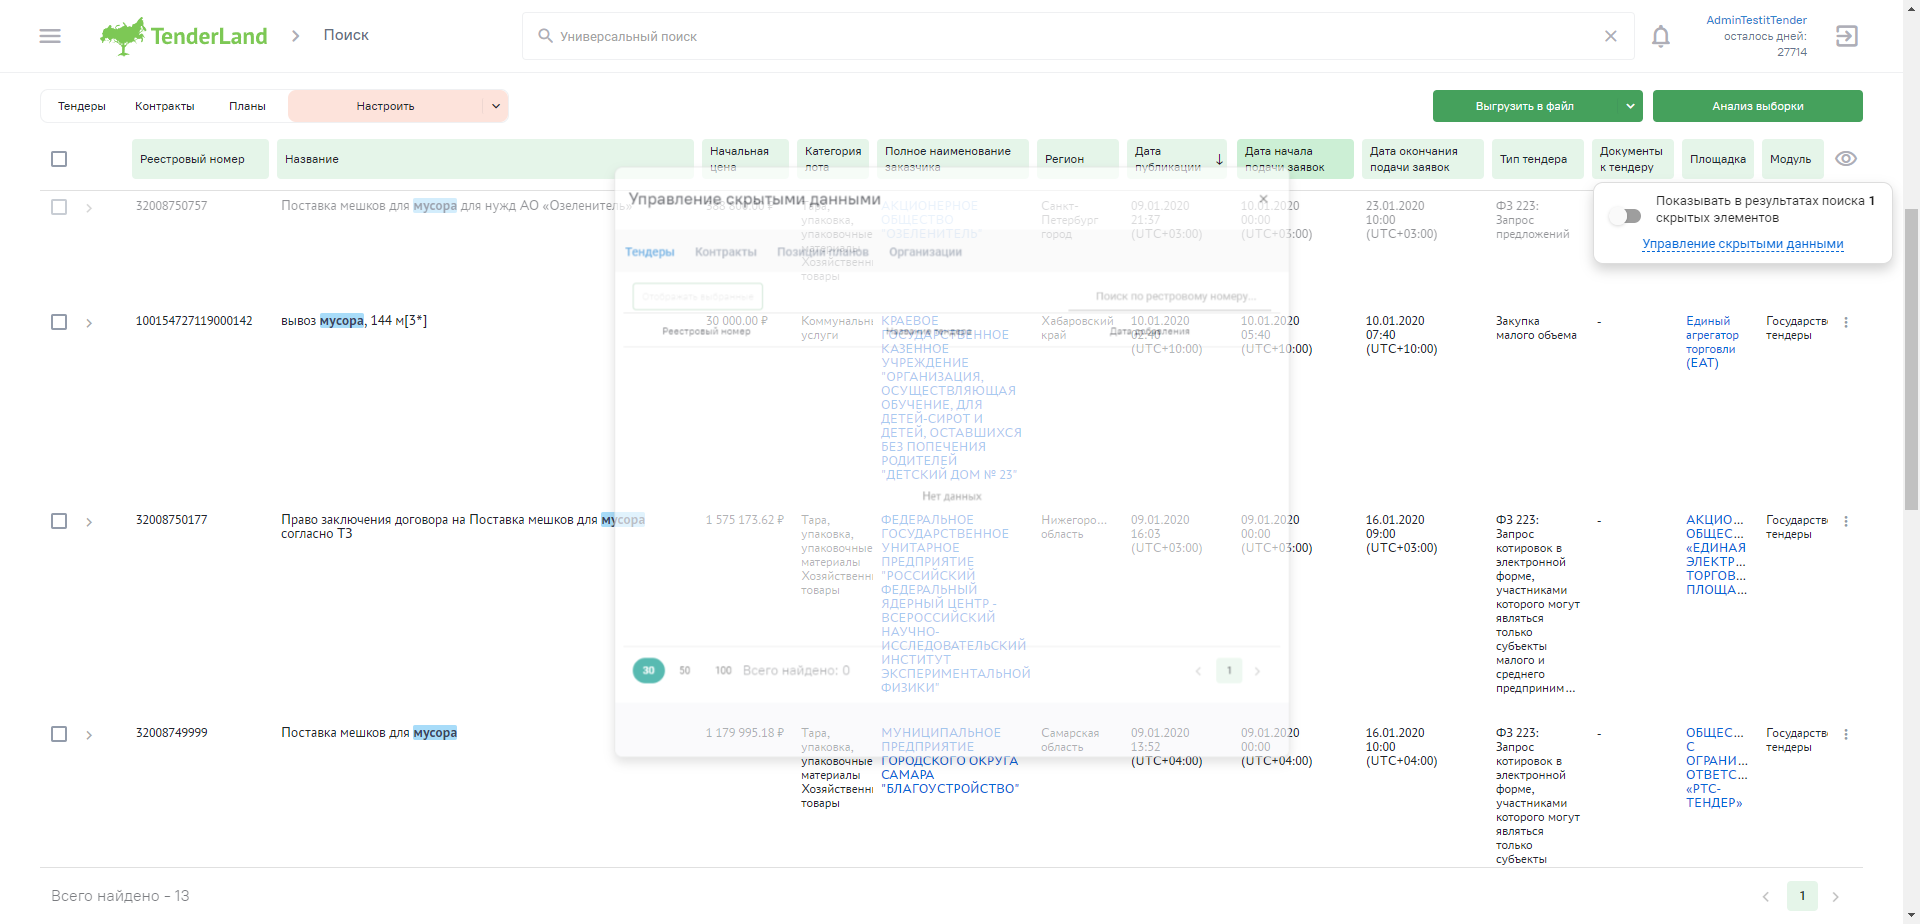 TenderLand
Поиск
Универсальный поиск
AdminTestitTender
осталось дней:
27714
Тендеры
Контракты
Планы
Настроить
Выгрузить в файл
Анализ выборки
Реестровый номер
Название
Начальная
цена
Категория
лота
Полное наименование
заказчика
Регион
Дата
публикации
Дата начала
подачи заявок
Дата окончания
подачи заявок
Тип тендера
Документы
к тендеру
Площадка
Модуль
Показывать в результатах поиска 1
скрытых элементов
Управление скрытыми данными
Управление скрытыми данными
Тендеры
Контракты
Позиции планов
Организации
Отображать выбранные
Поиск по рестровому номеру...
Реестровый номер
Название тендера
Дата добавления
Нет данных
30
50
100
Всего найдено: 0
1
32008750757
Поставка мешков для мусора для нужд АО «Озеленитель»
Тара,
упаковка,
упаковочные
материалы
Хозяйственн
товары
АКЦИОНЕРНОЕ
ОБЩЕСТВО
"ОЗЕЛЕНИТЕЛЬ"
Санкт-
Петербург
город
09.01.2020
21:37
(UTC+03:00)
10.01.2020
00:00
(UTC+03:00)
23.01.2020
10:00
(UTC+03:00)
ФЗ 223:
Запрос
предложений
100154727119000142
вывоз мусора, 144 м[3*]
30 000.00 ₽
Коммунальны
услуги
КРАЕВОЕ
ГОСУДАРСТВЕННОЕ
КАЗЕННОЕ
УЧРЕЖДЕНИЕ
"ОРГАНИЗАЦИЯ,
ОСУЩЕСТВЛЯЮЩАЯ
ОБУЧЕНИЕ, ДЛЯ
ДЕТЕЙ-СИРОТ И
ДЕТЕЙ, ОСТАВШИХСЯ
БЕЗ ПОПЕЧЕНИЯ
РОДИТЕЛЕЙ
"ДЕТСКИЙ ДОМ № 23"
Хабаровский
край
10.01.2020
02:40
(UTC+10:00)
10.01.2020
05:40
(UTC+10:00)
10.01.2020
07:40
(UTC+10:00)
Закупка
малого объема
-
Единый
агрегатор
торговли
(ЕАТ)
Государств
тендеры
32008750177
Право заключения договора на Поставка мешков для мусора
согласно ТЗ
1 575 173.62 ₽
Тара,
упаковка,
упаковочные
материалы
Хозяйственн
товары
ФЕДЕРАЛЬНОЕ
ГОСУДАРСТВЕННОЕ
УНИТАРНОЕ
ПРЕДПРИЯТИЕ
"РОССИЙСКИЙ
ФЕДЕРАЛЬНЫЙ
ЯДЕРНЫЙ ЦЕНТР -
ВСЕРОССИЙСКИЙ
НАУЧНО-
ИССЛЕДОВАТЕЛЬСКИЙ
ИНСТИТУТ
ЭКСПЕРИМЕНТАЛЬНОЙ
ФИЗИКИ"
Нижегоро...
область
09.01.2020
16:03
(UTC+03:00)
09.01.2020
00:00
(UTC+03:00)
16.01.2020
09:00
(UTC+03:00)
ФЗ 223:
Запрос
котировок в
электронной
форме,
участниками
которого могут
являться
только
субъекты
малого и
среднего
предприним...
-
АКЦИО...
ОБЩЕС...
«ЕДИНАЯ
ЭЛЕКТР...
ТОРГОВ...
ПЛОЩА...
Государств
тендеры
32008749999
Поставка мешков для мусора
1 179 995.18 ₽
Тара,
упаковка,
упаковочные
материалы
Хозяйственн
товары
МУНИЦИПАЛЬНОЕ
ПРЕДПРИЯТИЕ
ГОРОДСКОГО ОКРУГА
САМАРА
"БЛАГОУСТРОЙСТВО"
Самарская
область
09.01.2020
13:52
(UTC+04:00)
09.01.2020
00:00
(UTC+04:00)
16.01.2020
10:00
(UTC+04:00)
ФЗ 223:
Запрос
котировок в
электронной
форме,
участниками
которого могут
являться
только
субъекты
-
ОБЩЕС...
С
ОГРАНИ...
ОТВЕТС...
«РТС-
ТЕНДЕР»
Государств
тендеры
Всего найдено - 13
1